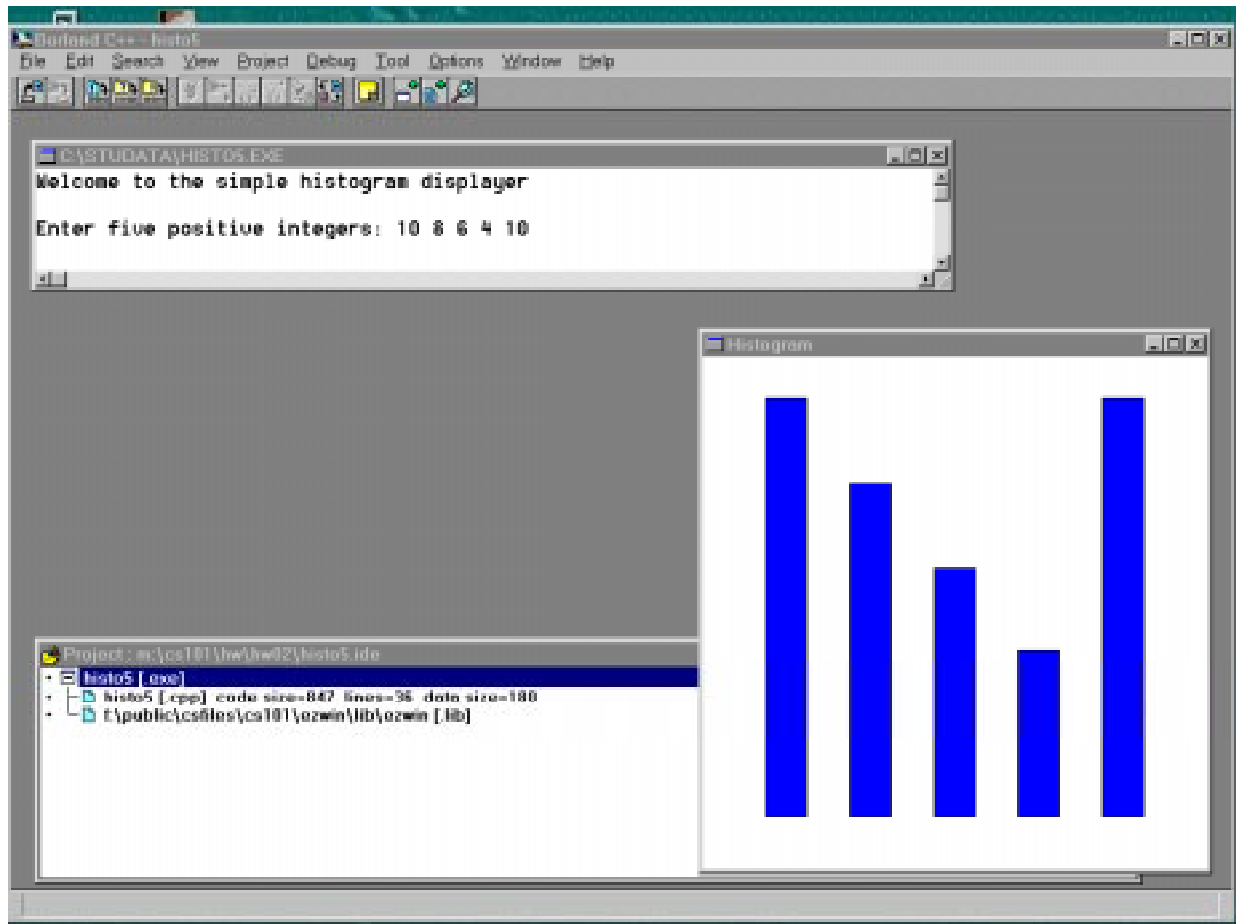 Borland C++ - histo5
File Edit Search View Project Debug Tool Options Window Help
C:\STUDATA\HISTO5.EXE
Welcome to the simple histogram displayer
Enter five positive integers: 10 8 6 4 10
Histogram
Project : m:\cs101\hw\hw02\histo5.ide
histo5 [.exe]
histo5 [.cpp] code size=847 lines=36 data size=180
t:\public\csfiles\cs101\ezwin\lib\ezwin [.lib]